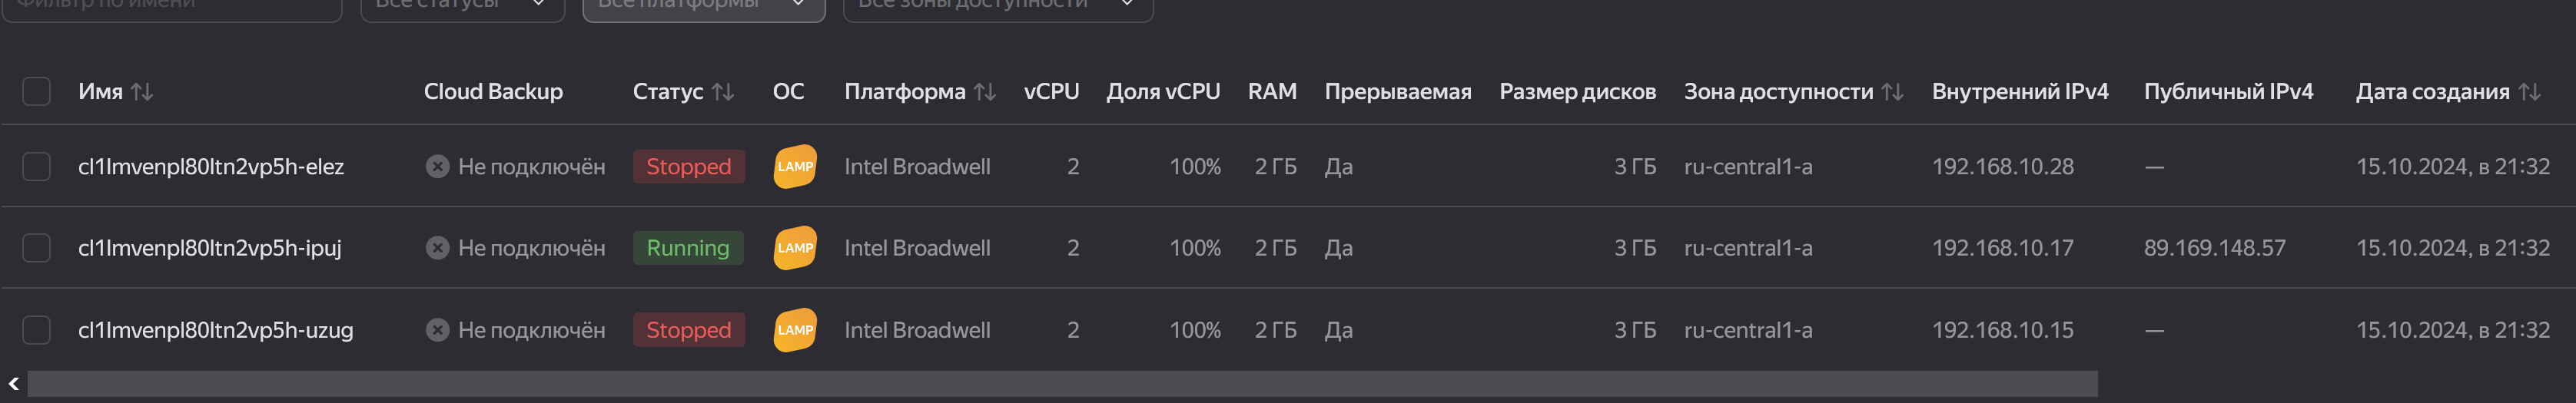 Фильтр по имени Все статусы Все платформы Все зоны доступности
Имя Cloud Backup Статус ОС Платформа vCPU Доля vCPU RAM Прерываемая Размер дисков Зона доступности Внутренний IPv4 Публичный IPv4 Дата создания
cl1lmvenpl80ltn2vp5h-elez Не подключён Stopped LAMP Intel Broadwell 2 100% 2 ГБ Да 3 ГБ ru-central1-a 192.168.10.28 — 15.10.2024, в 21:32
cl1lmvenpl80ltn2vp5h-ipuj Не подключён Running LAMP Intel Broadwell 2 100% 2 ГБ Да 3 ГБ ru-central1-a 192.168.10.17 89.169.148.57 15.10.2024, в 21:32
cl1lmvenpl80ltn2vp5h-uzug Не подключён Stopped LAMP Intel Broadwell 2 100% 2 ГБ Да 3 ГБ ru-central1-a 192.168.10.15 — 15.10.2024, в 21:32